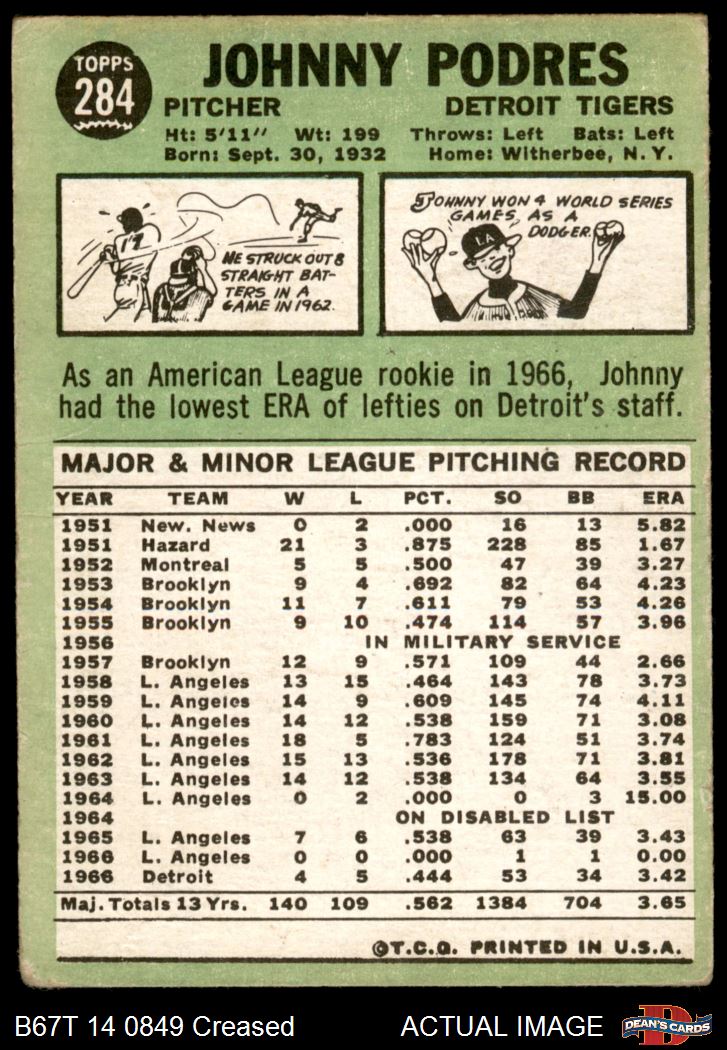 TOPPS
284
JOHNNY PODRES
PITCHER DETROIT TIGERS
Ht: 5'11" Wt: 199 Throws: Left Bats: Left
Born: Sept. 30, 1932 Home: Witherbee, N. Y.
17
HE STRUCK OUT 8
STRAIGHT BAT-
TERS IN A
GAME IN 1962.
JOHNNY WON 4 WORLD SERIES
GAMES, AS A
DODGER.
LA
As an American League rookie in 1966, Johnny
had the lowest ERA of lefties on Detroit's staff.
MAJOR & MINOR LEAGUE PITCHING RECORD
YEAR TEAM W L PCT. SO BB ERA
1951 New. News 0 2 .000 16 13 5.82
1951 Hazard 21 3 .875 228 85 1.67
1952 Montreal 5 5 .500 47 39 3.27
1953 Brooklyn 9 4 .692 82 64 4.23
1954 Brooklyn 11 7 .611 79 53 4.26
1955 Brooklyn 9 10 .474 114 57 3.96
1956 IN MILITARY SERVICE
1957 Brooklyn 12 9 .571 109 44 2.66
1958 L. Angeles 13 15 .464 143 78 3.73
1959 L. Angeles 14 9 .609 145 74 4.11
1960 L. Angeles 14 12 .538 159 71 3.08
1961 L. Angeles 18 5 .783 124 51 3.74
1962 L. Angeles 15 13 .536 178 71 3.81
1963 L. Angeles 14 12 .538 134 64 3.55
1964 L. Angeles 0 2 .000 0 3 15.00
1964 ON DISABLED LIST
1965 L. Angeles 7 6 .538 63 39 3.43
1966 L. Angeles 0 0 .000 1 1 0.00
1966 Detroit 4 5 .444 53 34 3.42
Maj. Totals 13 Yrs. 140 109 .562 1384 704 3.65
©T.C.G. PRINTED IN U.S.A.
B67T 14 0849 Creased ACTUAL IMAGE
D
DEAN'S CARDS